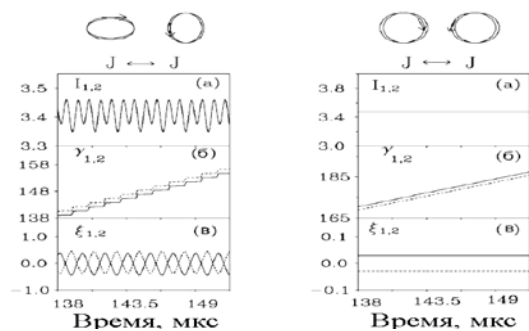 J ↔ J
I1,2 (а)
3.5
3.4
3.3
γ1,2 (б)
158
148
138
ξ1,2 (в)
1.0
0.0
-1.0
138 143.5 149
Время, мкс
J ↔ J
I1,2 (а)
3.8
3.4
3.0
γ1,2 (б)
185
165
ξ1,2 (в)
0.1
0.0
-0.1
138 143.5 149
Время, мкс